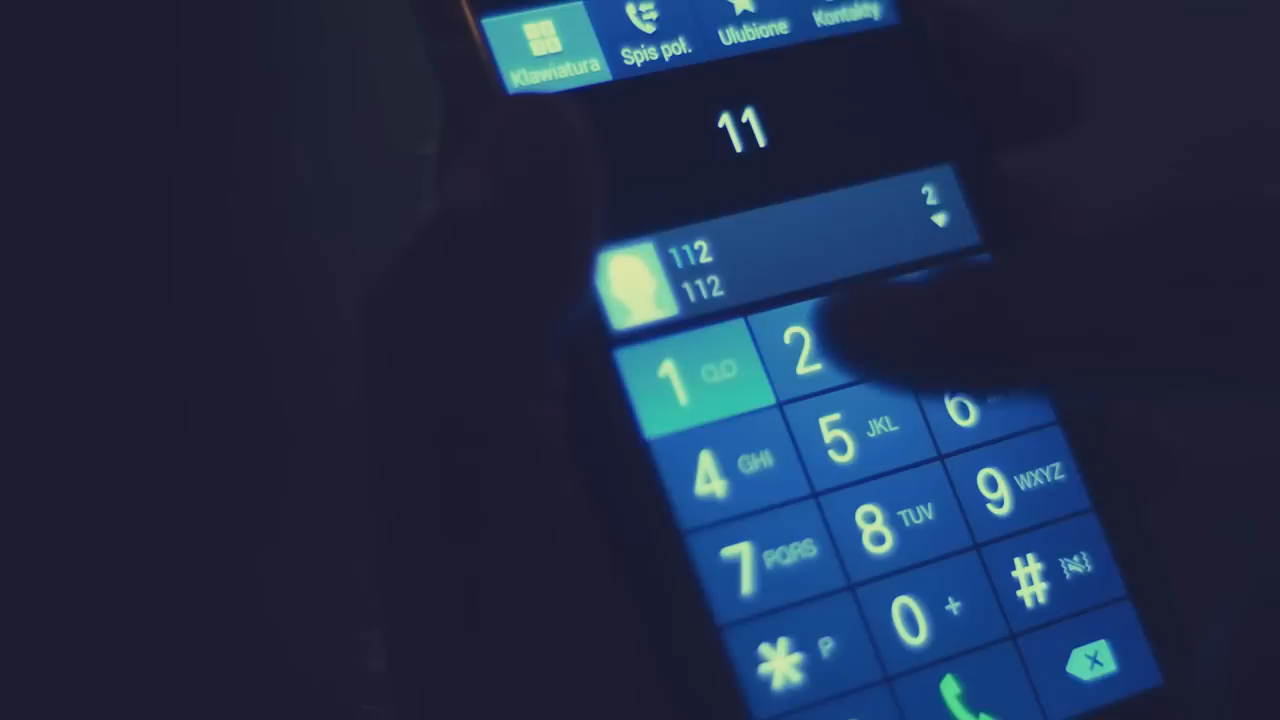 Klawiatura Spis poł. Ulubione Kontakty
11
2
112
112
1
2
4 GHI 5 JKL 6
7 PQRS 8 TUV 9 WXYZ
* P 0 + #